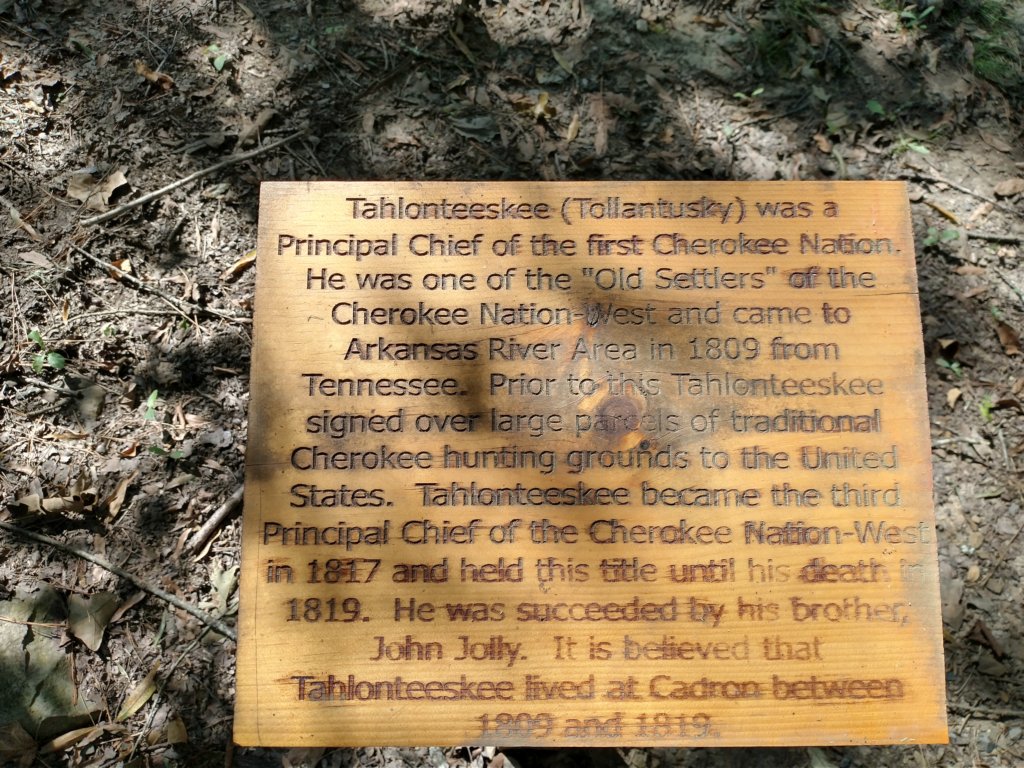 Tahlonteeskee (Tollantusky) was a
Principal Chief of the first Cherokee Nation.
He was one of the "Old Settlers" of the
Cherokee Nation-West and came to
Arkansas River Area in 1809 from
Tennessee. Prior to this Tahlonteeskee
signed over large parcels of traditional
Cherokee hunting grounds to the United
States. Tahlonteeskee became the third
Principal Chief of the Cherokee Nation-West
in 1817 and held this title until his death in
1819. He was succeeded by his brother,
John Jolly. It is believed that
Tahlonteeskee lived at Cadron between
1809 and 1819.